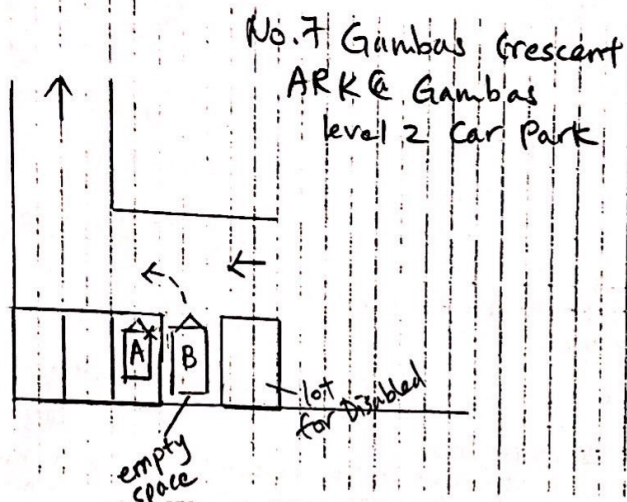 No.7 Gambas Crescent
ARK@ Gambas
level 2 Car Park
A
B
lot
for Disabled
empty
space